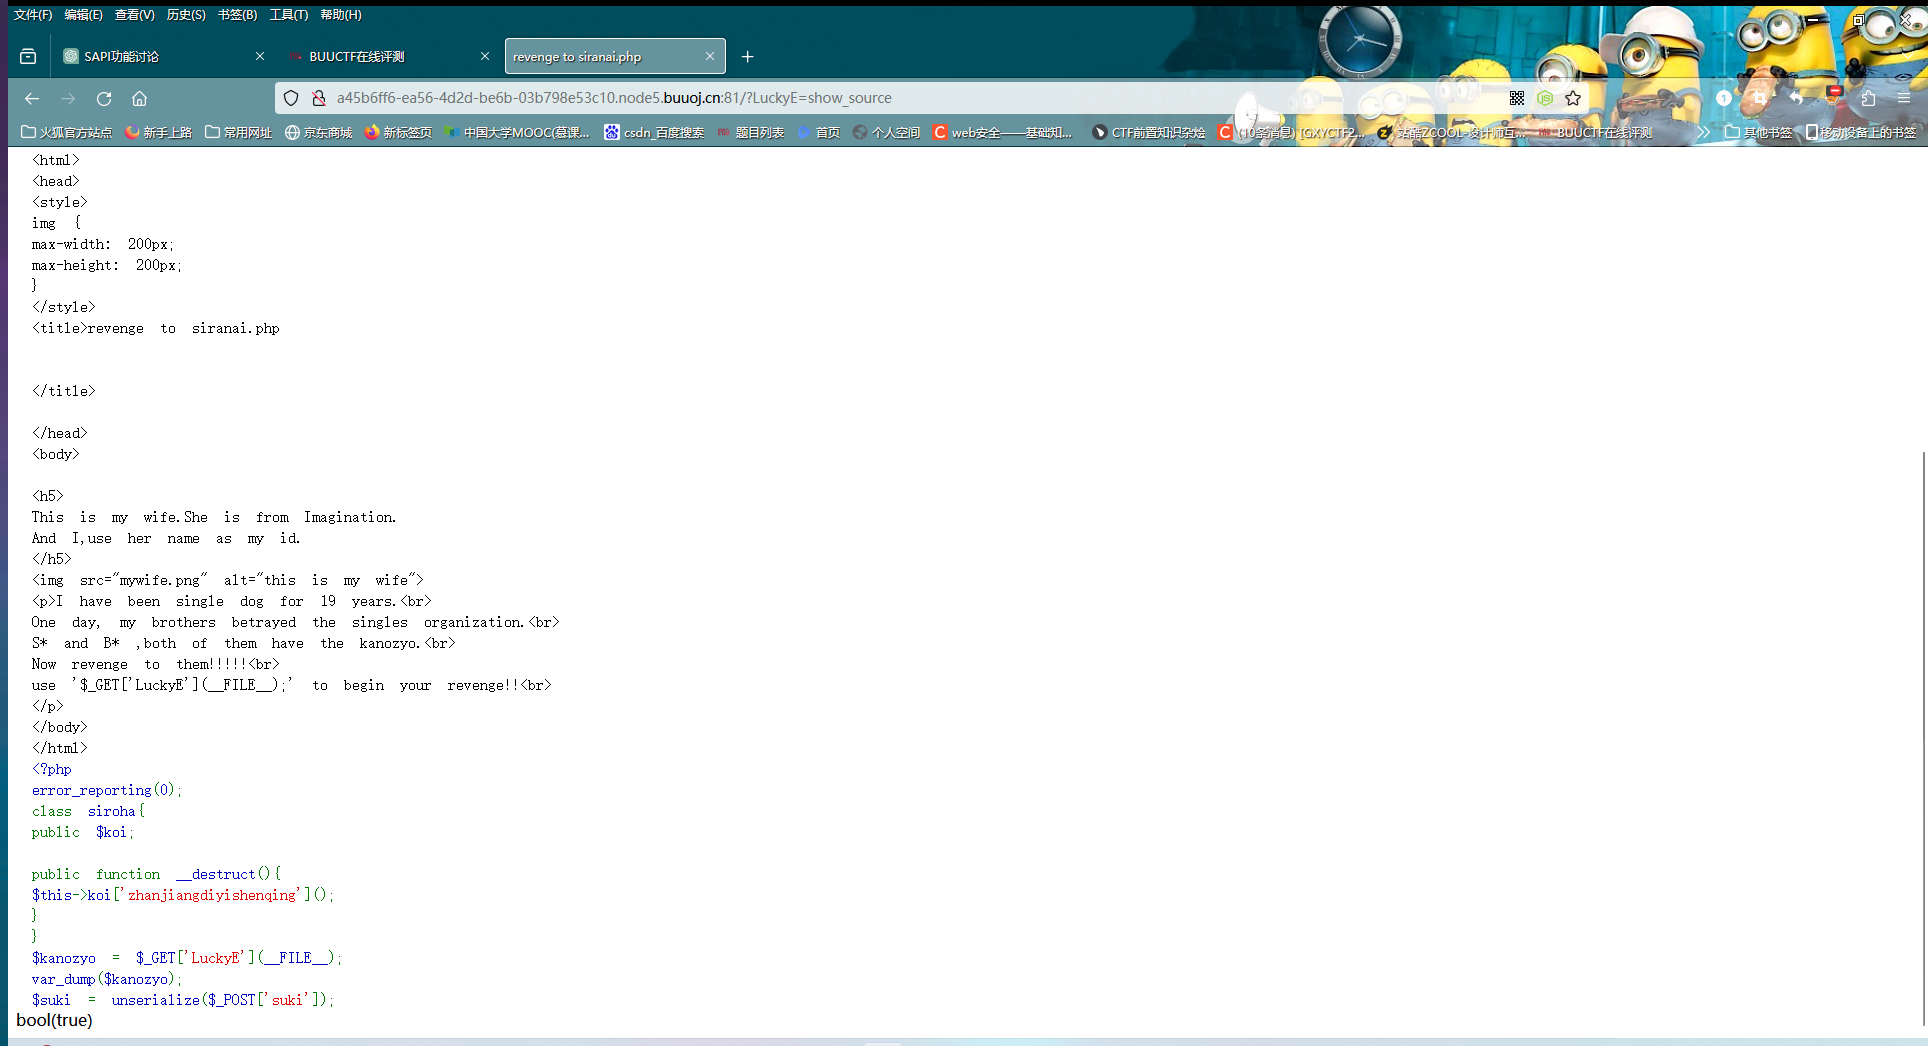 文件(F) 编辑(E) 查看(V) 历史(S) 书签(B) 工具(T) 帮助(H)
SAPI功能讨论 BUUCTF在线评测 revenge to siranai.php
a45b6ff6-ea56-4d2d-be6b-03b798e53c10.node5.buuoj.cn:81/?LuckyE=show_source
火狐官方站点 新手上路 常用网址 京东商城 新标签页 中国大学MOOC(慕课... csdn_百度搜索 题目列表 首页 个人空间 web安全——基础知... CTF前置知识杂烩 (10条消息) [GXYCTF2... 站酷ZCOOL-设计师互... BUUCTF在线评测 其他书签 移动设备上的书签
<html>
<head>
<style>
img {
max-width: 200px;
max-height: 200px;
}
</style>
<title>revenge to siranai.php
</title>
</head>
<body>
<h5>
This is my wife.She is from Imagination.
And I,use her name as my id.
</h5>
<img src="mywife.png" alt="this is my wife">
<p>I have been single dog for 19 years.<br>
One day, my brothers betrayed the singles organization.<br>
S* and B* ,both of them have the kanozyo.<br>
Now revenge to them!!!!!<br>
use '$_GET['LuckyE'](__FILE__);' to begin your revenge!!<br>
</p>
</body>
</html>
<?php
error_reporting(0);
class siroha{
public $koi;
public function __destruct(){
$this->koi['zhanjiangdiyishenqing']();
}
}
$kanozyo = $_GET['LuckyE'](__FILE__);
var_dump($kanozyo);
$suki = unserialize($_POST['suki']);
bool(true)